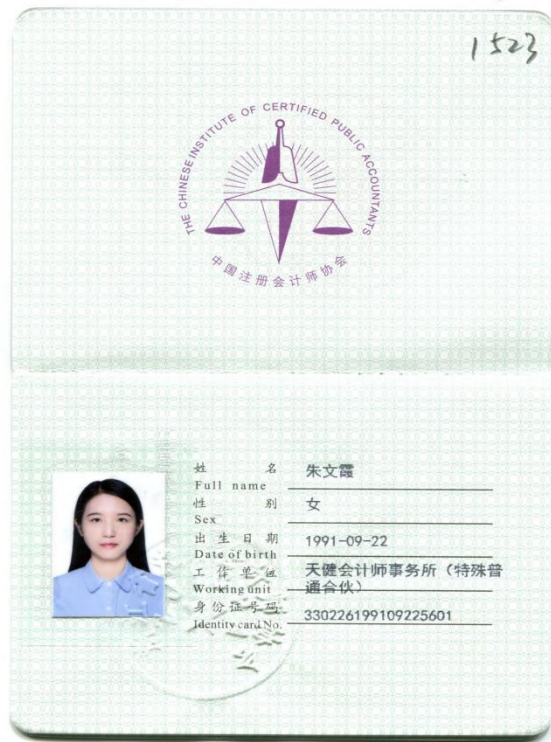 1523
THE CHINESE INSTITUTE OF CERTIFIED PUBLIC ACCOUNTANTS
中国注册会计师协会
姓 名 朱文霞
Full name
性 别 女
Sex
出 生 日 期 1991-09-22
Date of birth
工 作 单 位 天健会计师事务所（特殊普
Working unit 通合伙）
身份证号码 330226199109225601
Identity card No.